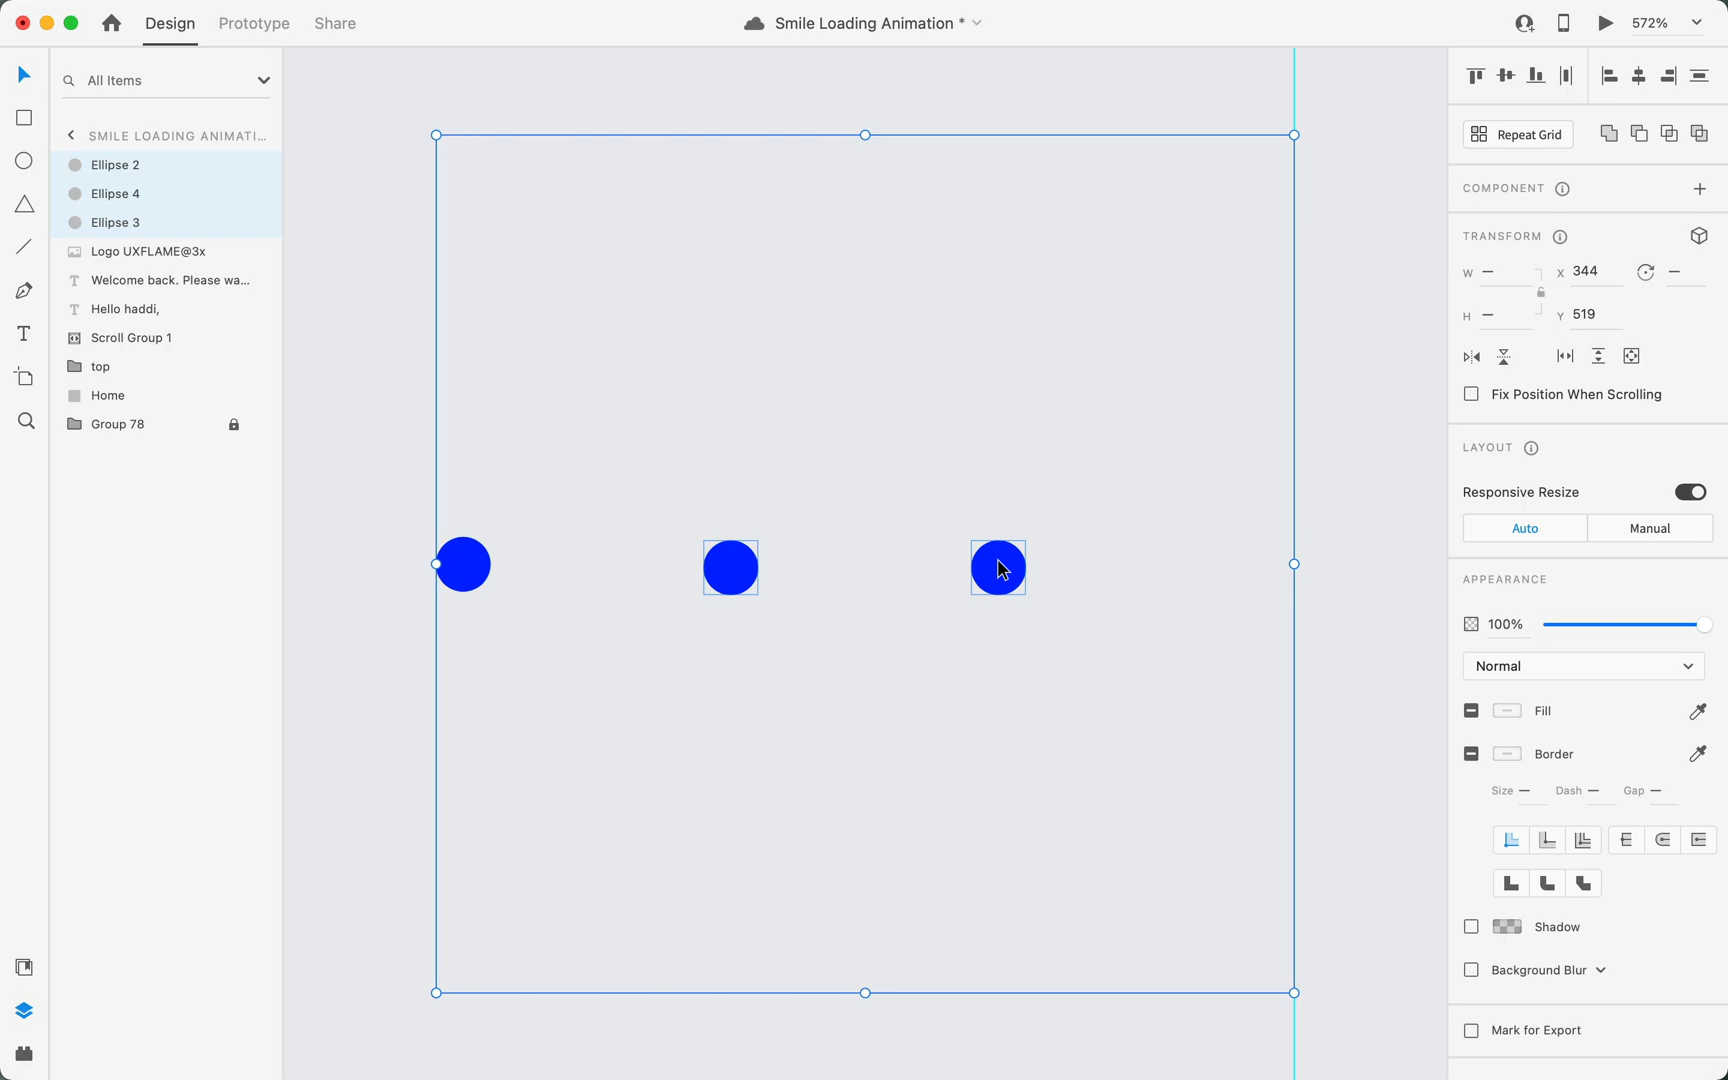 Design Prototype Share
Smile Loading Animation *
572%
All Items
SMILE LOADING ANIMATI...
Ellipse 2
Ellipse 4
Ellipse 3
Logo UXFLAME@3x
Welcome back. Please wa...
Hello haddi,
Scroll Group 1
top
Home
Group 78
Repeat Grid
COMPONENT
TRANSFORM
W – X 344 –
H – Y 519
Fix Position When Scrolling
LAYOUT
Responsive Resize
Auto Manual
APPEARANCE
100%
Normal
Fill
Border
Size – Dash – Gap –
Shadow
Background Blur
Mark for Export